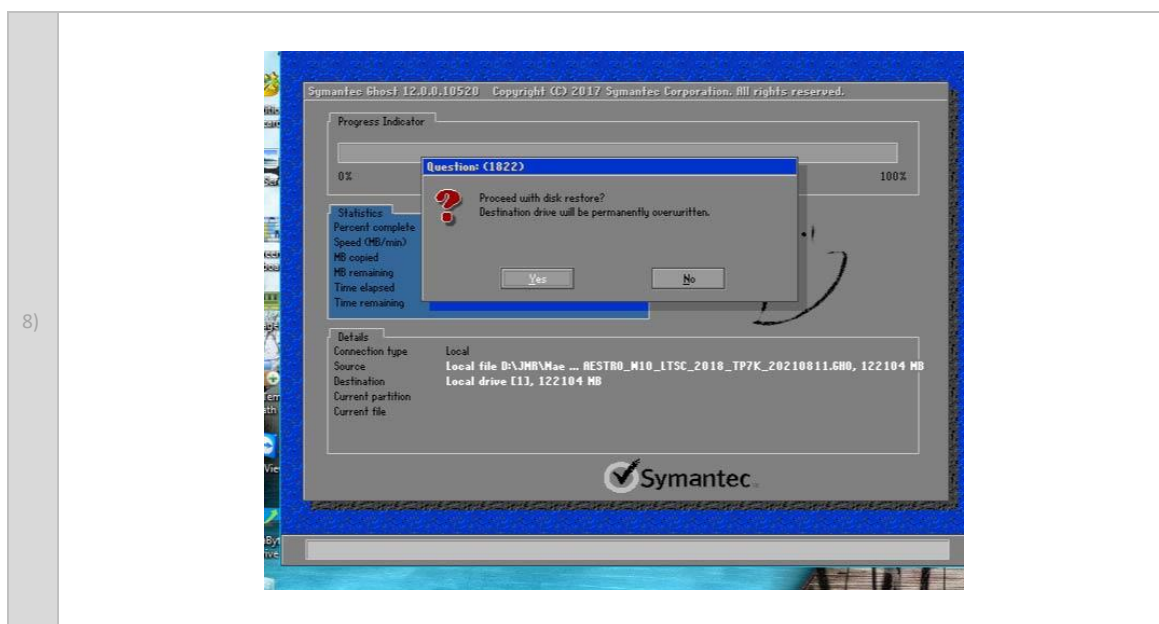 8)
Symantec Ghost 12.0.0.10520 Copyright (C) 2017 Symantec Corporation. All rights reserved.
Progress Indicator
0%
100%
Question: (1822)
Proceed with disk restore?
Destination drive will be permanently overwritten.
Yes
No
Statistics
Percent complete
Speed (MB/min)
MB copied
MB remaining
Time elapsed
Time remaining
Details
Connection type Local
Source Local file D:\JMR\Mae ... AESTRO_M10_LTSC_2018_TP7K_20210811.GHO, 122104 MB
Destination Local drive [1], 122104 MB
Current partition
Current file
Symantec